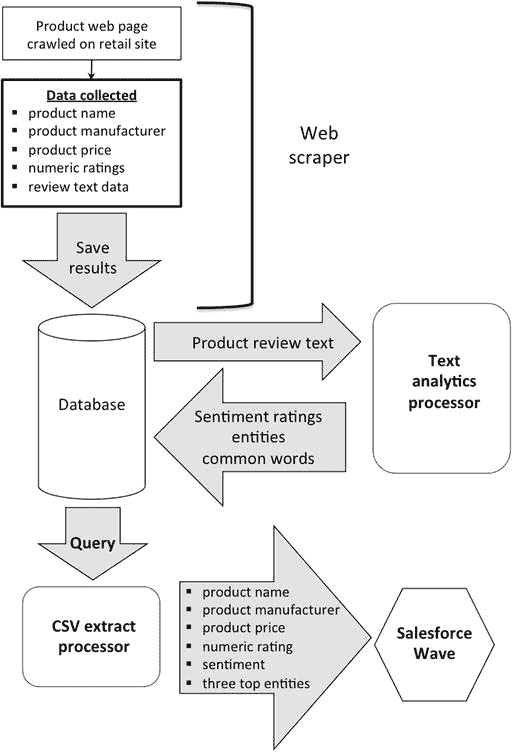 Product web page
crawled on retail site
Data collected
▪ product name
▪ product manufacturer
▪ product price
▪ numeric ratings
▪ review text data
Web
scraper
Save
results
Database
Product review text
Text
analytics
processor
Sentiment ratings
entities
common words
Query
CSV extract
processor
▪ product name
▪ product manufacturer
▪ product price
▪ numeric rating
▪ sentiment
▪ three top entities
Salesforce
Wave